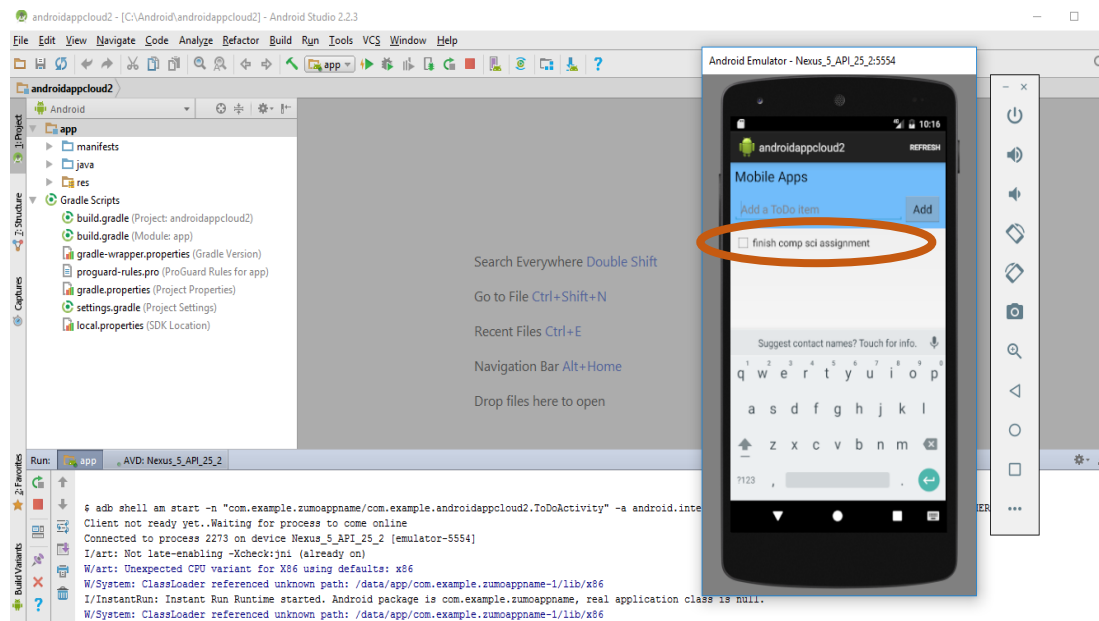 androidappcloud2 - [C:\Android\androidappcloud2] - Android Studio 2.2.3
File Edit View Navigate Code Analyze Refactor Build Run Tools VCS Window Help
app
androidappcloud2
Android
1: Project
app
manifests
java
res
Gradle Scripts
build.gradle (Project: androidappcloud2)
build.gradle (Module: app)
gradle-wrapper.properties (Gradle Version)
proguard-rules.pro (ProGuard Rules for app)
gradle.properties (Project Properties)
settings.gradle (Project Settings)
local.properties (SDK Location)
Z: Structure
Captures
2: Favorites
Build Variants
Search Everywhere Double Shift
Go to File Ctrl+Shift+N
Recent Files Ctrl+E
Navigation Bar Alt+Home
Drop files here to open
Android Emulator - Nexus_5_API_25_2:5554
10:16
androidappcloud2 REFRESH
Mobile Apps
Add a ToDo item Add
finish comp sci assignment
Suggest contact names? Touch for info.
1 2 3 4 5 6 7 8 9 0
q w e r t y u i o p
a s d f g h j k l
z x c v b n m
?123 , .
Run: app AVD: Nexus_5_API_25_2
$ adb shell am start -n "com.example.zumoappname/com.example.androidappcloud2.ToDoActivity" -a android.inte
Client not ready yet..Waiting for process to come online
Connected to process 2273 on device Nexus_5_API_25_2 [emulator-5554]
I/art: Not late-enabling -Xcheck:jni (already on)
W/art: Unexpected CPU variant for X86 using defaults: x86
W/System: ClassLoader referenced unknown path: /data/app/com.example.zumoappname-1/lib/x86
I/InstantRun: Instant Run Runtime started. Android package is com.example.zumoappname, real application class is null.
W/System: ClassLoader referenced unknown path: /data/app/com.example.zumoappname-1/lib/x86